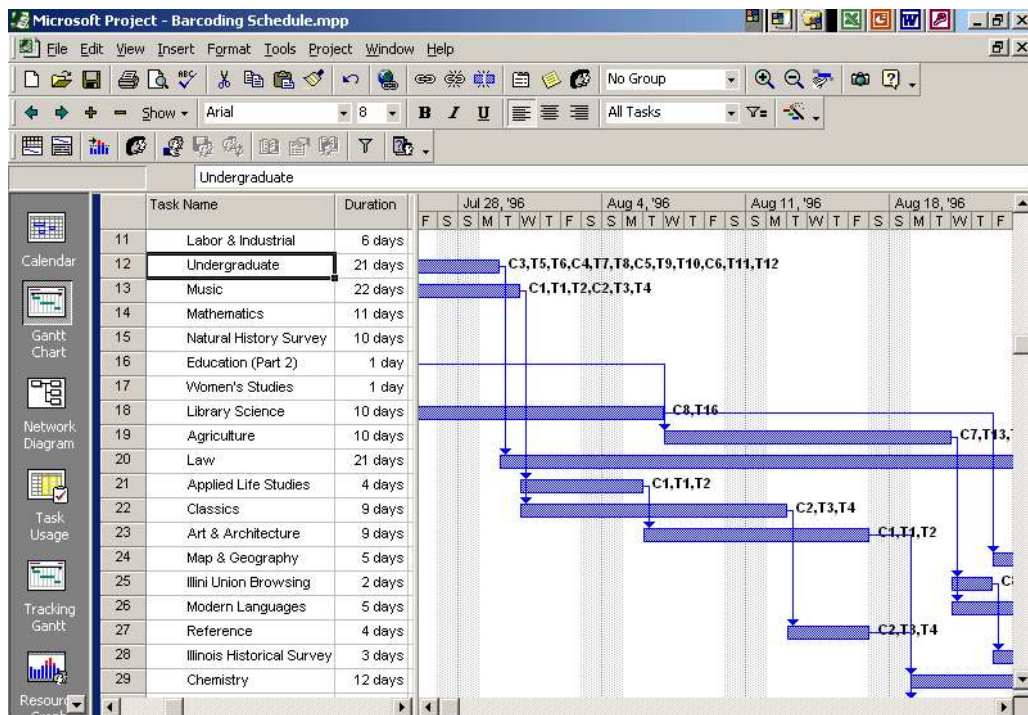 Microsoft Project - Barcoding Schedule.mpp
File Edit View Insert Format Tools Project Window Help
No Group
Show Arial 8 B I U All Tasks
Undergraduate
Task Name Duration Jul 28, '96 Aug 4, '96 Aug 11, '96 Aug 18, '96
F S S M T W T F S S M T W T F S S M T W T F S S M T W T F
11 Labor & Industrial 6 days
12 Undergraduate 21 days C3,T5,T6,C4,T7,T8,C5,T9,T10,C6,T11,T12
13 Music 22 days C1,T1,T2,C2,T3,T4
14 Mathematics 11 days
15 Natural History Survey 10 days
16 Education (Part 2) 1 day
17 Women's Studies 1 day
18 Library Science 10 days C8,T16
19 Agriculture 10 days C7,T13,
20 Law 21 days
21 Applied Life Studies 4 days C1,T1,T2
22 Classics 9 days C2,T3,T4
23 Art & Architecture 9 days C1,T1,T2
24 Map & Geography 5 days
25 Illini Union Browsing 2 days
26 Modern Languages 5 days
27 Reference 4 days C2,T3,T4
28 Illinois Historical Survey 3 days
29 Chemistry 12 days
Calendar
Gantt
Chart
Network
Diagram
Task
Usage
Tracking
Gantt